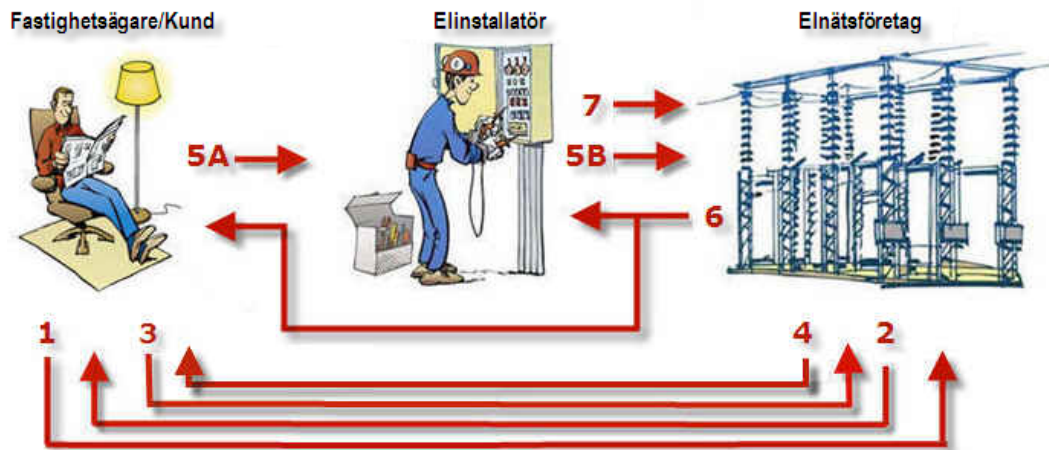 Fastighetsägare/Kund
Elinstallatör
Elnätsföretag
7
5A
5B
6
1
3
4
2